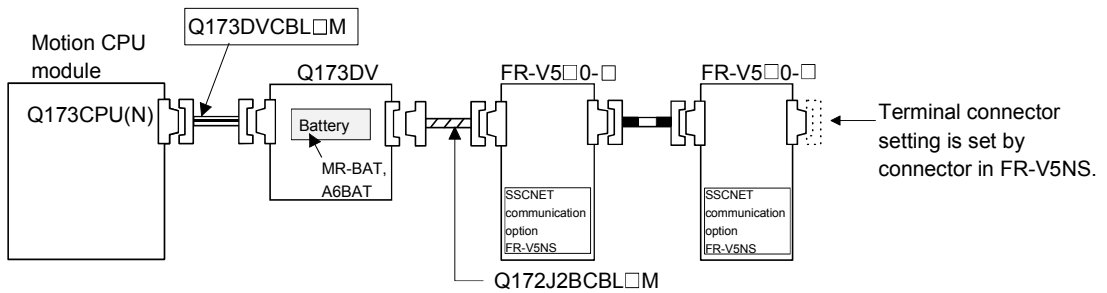 Q173DVCBL□M
Motion CPU
module
Q173CPU(N)
Q173DV
Battery
MR-BAT,
A6BAT
FR-V5□0-□
SSCNET
communication
option
FR-V5NS
FR-V5□0-□
SSCNET
communication
option
FR-V5NS
Terminal connector
setting is set by
connector in FR-V5NS.
Q172J2BCBL□M